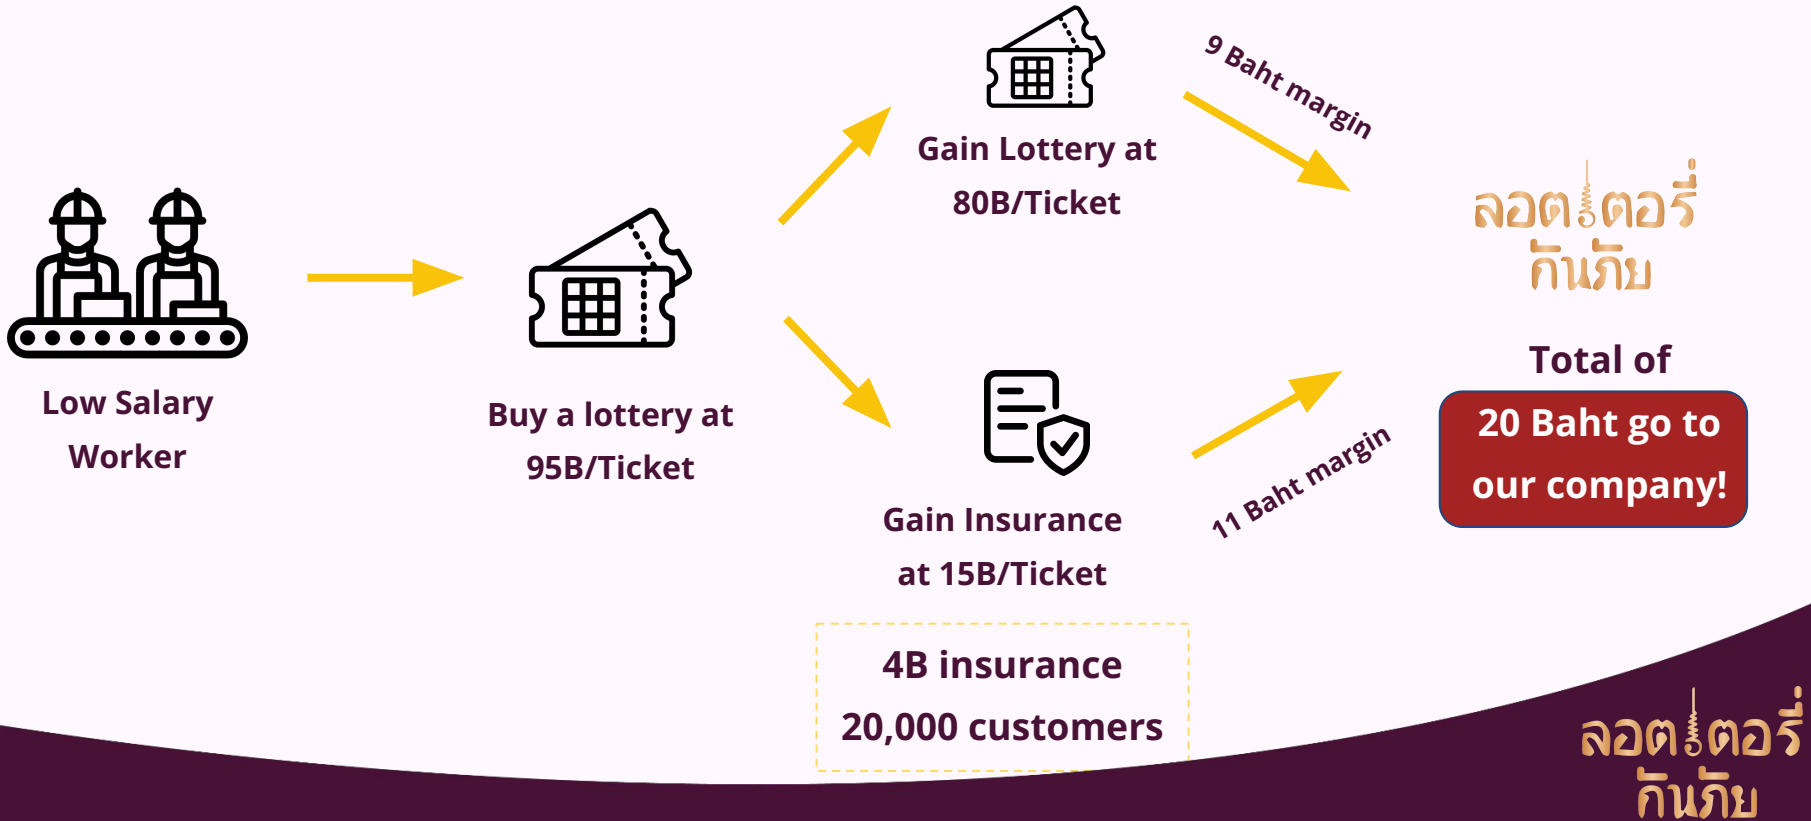 Low Salary
Worker
Buy a lottery at
95B/Ticket
Gain Lottery at
80B/Ticket
9 Baht margin
Gain Insurance
at 15B/Ticket
11 Baht margin
4B insurance
20,000 customers
ลอตเตอรี่
กันภัย
Total of
20 Baht go to
our company!
ลอตเตอรี่
กันภัย